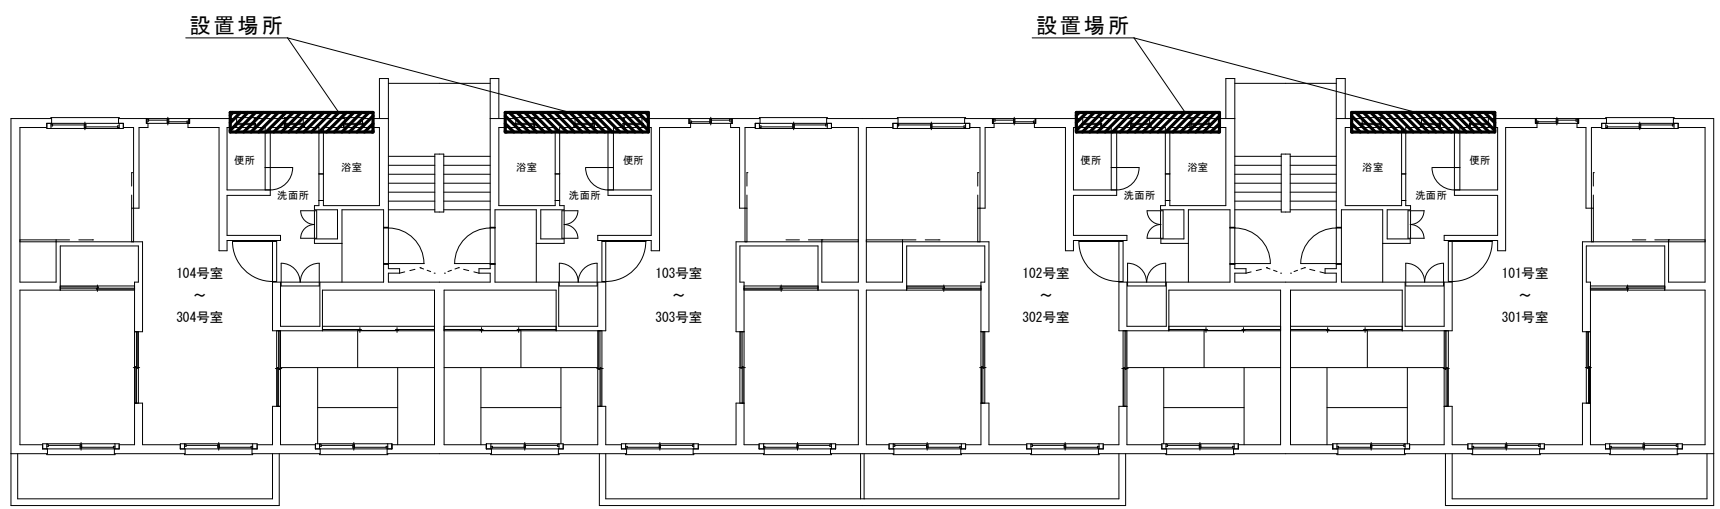 設置場所
設置場所
便所
浴室
浴室
便所
便所
浴室
浴室
便所
洗面所
洗面所
洗面所
洗面所
104号室
~
304号室
103号室
~
303号室
102号室
~
302号室
101号室
~
301号室